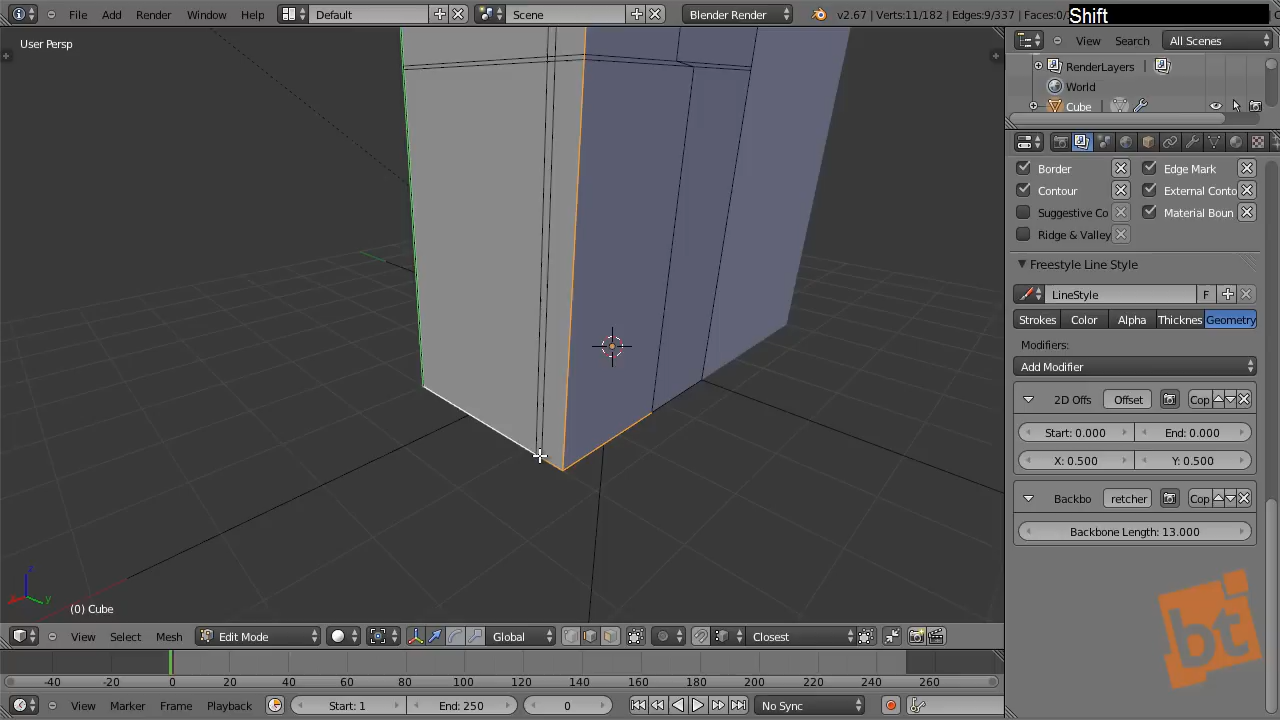 File Add Render Window Help Default Scene Blender Render v2.67 | Verts:11/182 | Edges:9/337 | Faces:0/
Shift
User Persp
View Search All Scenes
RenderLayers |
World
Cube |
Border Edge Mark
Contour External Conto
Suggestive Co Material Boun
Ridge & Valley
Freestyle Line Style
LineStyle F
Strokes Color Alpha Thicknes Geometry
Modifiers:
Add Modifier
2D Offs Offset Cop
Start: 0.000 End: 0.000
X: 0.500 Y: 0.500
Backbo retcher Cop
Backbone Length: 13.000
z
y
(0) Cube
bt
View Select Mesh Edit Mode Global Closest
-40 -20 0 20 40 60 80 100 120 140 160 180 200 220 240 260
View Marker Frame Playback Start: 1 End: 250 0 No Sync